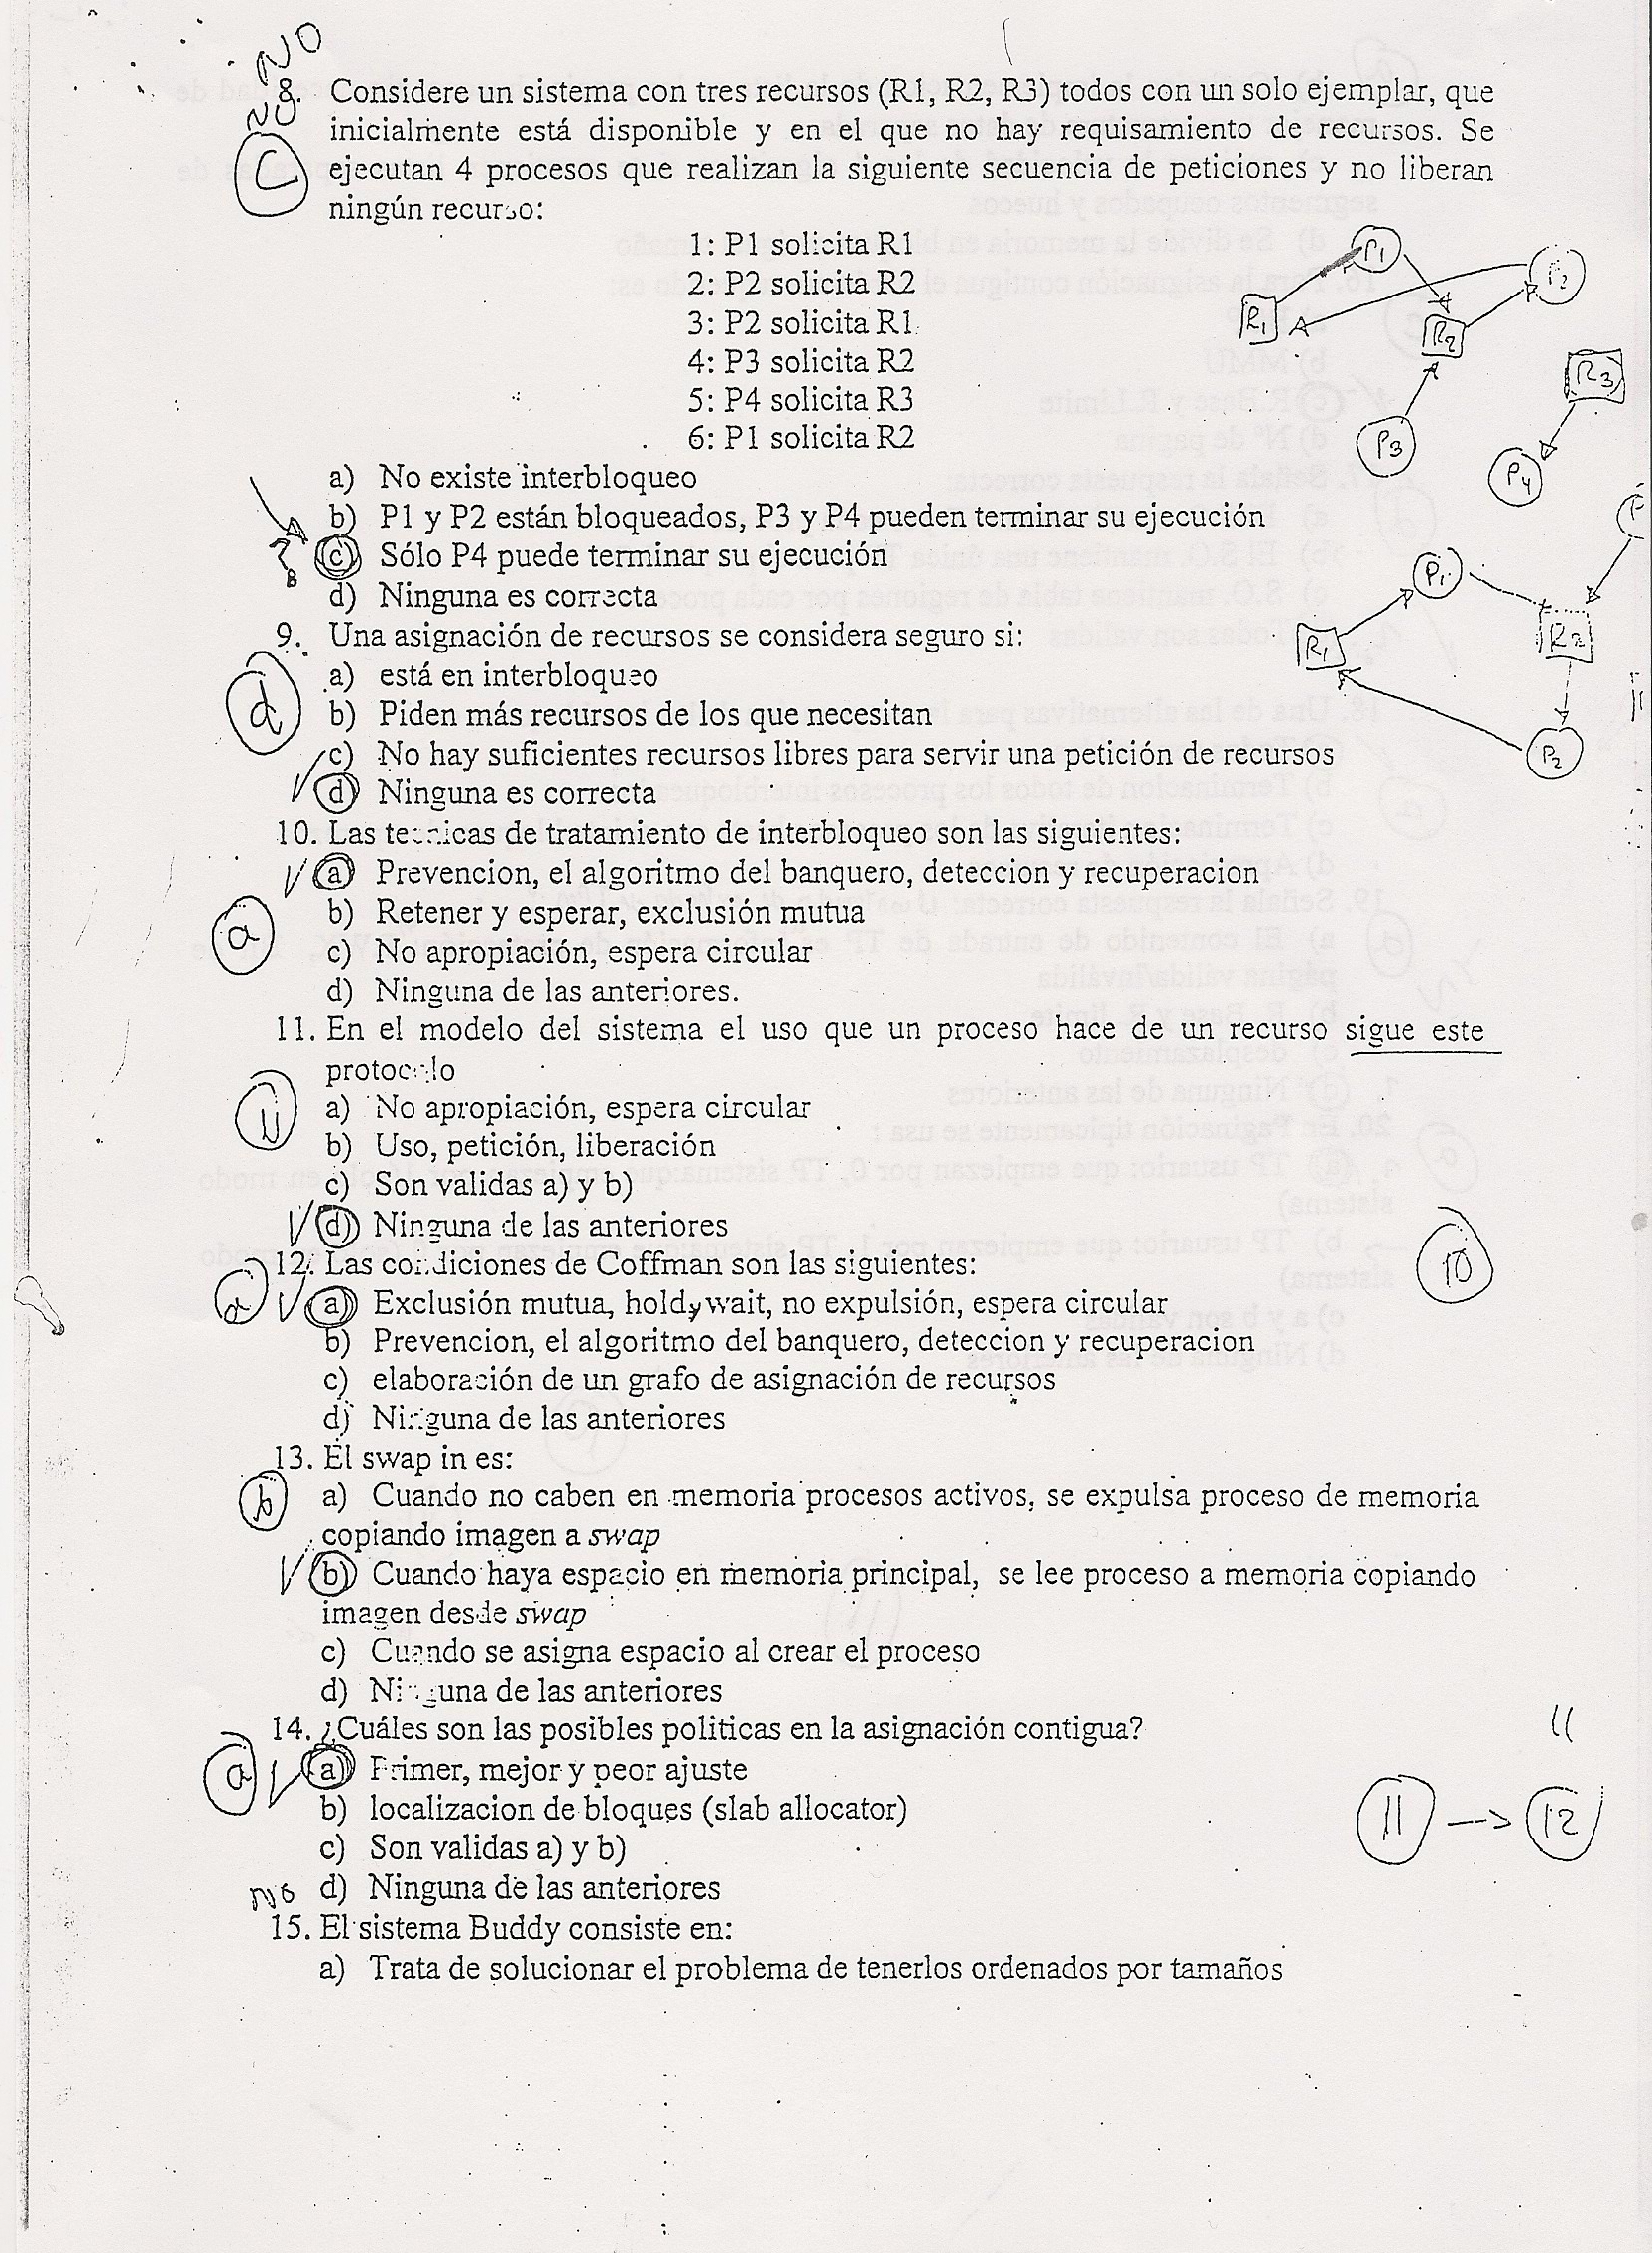 NO
NO
8. Considere un sistema con tres recursos (R1, R2, R3) todos con un solo ejemplar, que
inicialmente está disponible y en el que no hay requisamiento de recursos. Se
C
ejecutan 4 procesos que realizan la siguiente secuencia de peticiones y no liberan
ningún recurso:
1: P1 solicita R1
2: P2 solicita R2
3: P2 solicita R1
4: P3 solicita R2
5: P4 solicita R3
6: P1 solicita R2
P1
P2
R1
R2
R3
P3
P4
a) No existe interbloqueo
b) P1 y P2 están bloqueados, P3 y P4 pueden terminar su ejecución
? c) Sólo P4 puede terminar su ejecución
d) Ninguna es correcta
P1
R1
R2
P2
9. Una asignación de recursos se considera seguro si:
a) está en interbloqueo
d
b) Piden más recursos de los que necesitan
c) No hay suficientes recursos libres para servir una petición de recursos
d) Ninguna es correcta
10. Las tecnicas de tratamiento de interbloqueo son las siguientes:
a) Prevencion, el algoritmo del banquero, deteccion y recuperacion
a
b) Retener y esperar, exclusión mutua
c) No apropiación, espera circular
d) Ninguna de las anteriores.
11. En el modelo del sistema el uso que un proceso hace de un recurso sigue este
protocolo
a) No apropiación, espera circular
b) Uso, petición, liberación
c) Son validas a) y b)
d) Ninguna de las anteriores
10
a
12. Las condiciones de Coffman son las siguientes:
a) Exclusión mutua, hold y wait, no expulsión, espera circular
b) Prevencion, el algoritmo del banquero, deteccion y recuperacion
c) elaboración de un grafo de asignación de recursos
d) Ninguna de las anteriores
13. El swap in es:
b
a) Cuando no caben en memoria procesos activos, se expulsa proceso de memoria
copiando imagen a swap
b) Cuando haya espacio en memoria principal, se lee proceso a memoria copiando
imagen desde swap
c) Cuando se asigna espacio al crear el proceso
d) Ninguna de las anteriores
14. ¿Cuáles son las posibles politicas en la asignación contigua?
11
a
a) Primer, mejor y peor ajuste
b) localizacion de bloques (slab allocator)
11 --> 12
c) Son validas a) y b)
NO d) Ninguna de las anteriores
15. El sistema Buddy consiste en:
a) Trata de solucionar el problema de tenerlos ordenados por tamaños